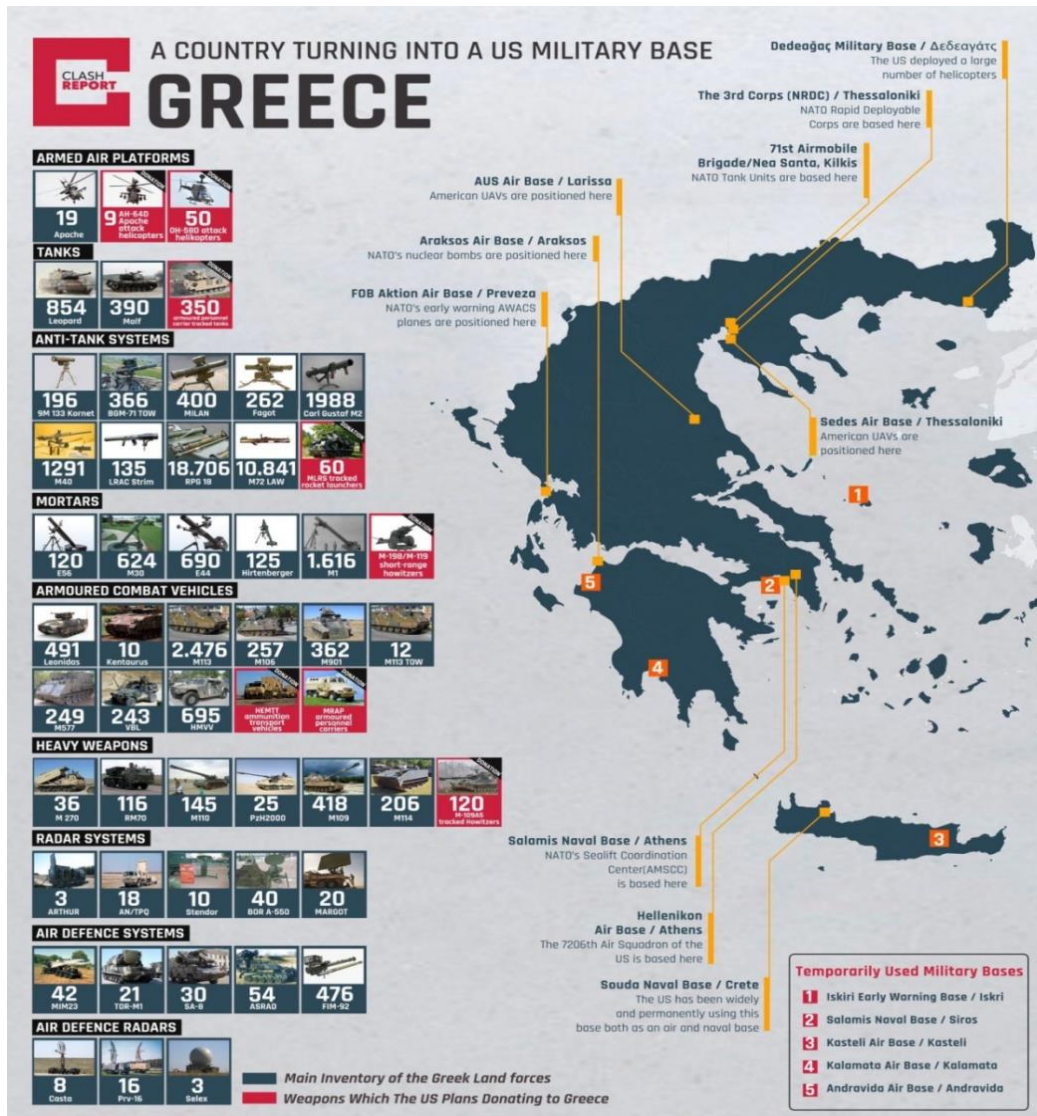 CLASH
REPORT
A COUNTRY TURNING INTO A US MILITARY BASE
GREECE
ARMED AIR PLATFORMS
19
Apache
DONATION
9 AH-64D
Apache
attack
helicopters
DONATION
50
OH-58D attack
helikopters
TANKS
854
Leopard
390
Molf
DONATION
350
armoured personnel
carrier tracked tanks
ANTI-TANK SYSTEMS
196
9M 133 Kornet
366
BGM-71 TOW
400
MiLAN
262
Fagot
1988
Carl Gustaf M2
1291
M40
135
LRAC Strim
18.706
RPG 18
10.841
M72 LAW
DONATION
60
MLRS tracked
rocket launchers
MORTARS
120
E56
624
M30
690
E44
125
Hirtenberger
1.616
M1
DONATION
M-198/M-119
short-range
howitzers
ARMOURED COMBAT VEHICLES
491
Leonidas
10
Kentaurus
2.476
M113
257
M106
362
M901
12
M113 TOW
249
M577
243
VBL
695
HMVV
DONATION
HEMTT
ammunition
transport
vehicles
DONATION
MRAP
armoured
personnel
carriers
HEAVY WEAPONS
36
M 270
116
RM70
145
M110
25
PzH2000
418
M109
206
M114
DONATION
120
M-109A5
tracked Howitzers
RADAR SYSTEMS
3
ARTHUR
18
AN/TPQ
10
Stendor
40
BOR A-550
20
MARGOT
AIR DEFENCE SYSTEMS
42
MIM23
21
TOR-M1
30
SA-8
54
ASRAD
476
FIM-92
AIR DEFENCE RADARS
8
Casta
16
Prv-16
3
Selex
Main Inventory of the Greek Land forces
Weapons Which The US Plans Donating to Greece
Dedeağaç Military Base / Δεδεαγάτς
The US deployed a large
number of helicopters
The 3rd Corps (NRDC) / Thessaloniki
NATO Rapid Deployable
Corps are based here
71st Airmobile
Brigade/Nea Santa, Kilkis
NATO Tank Units are based here
AUS Air Base / Larissa
American UAVs are positioned here
Araksos Air Base / Araksos
NATO's nuclear bombs are positioned here
FOB Aktion Air Base / Preveza
NATO's early warning AWACS
planes are positioned here
Sedes Air Base / Thessaloniki
American UAVs are
positioned here
1
2
5
4
3
Salamis Naval Base / Athens
NATO's Sealift Coordination
Center(AMSCC)
is based here
Hellenikon
Air Base / Athens
The 7206th Air Squadron of the
US is based here
Souda Naval Base / Crete
The US has been widely
and permanently using this
base both as an air and naval base
Temporarily Used Military Bases
1 Iskiri Early Warning Base / Iskri
2 Salamis Naval Base / Siros
3 Kasteli Air Base / Kasteli
4 Kalamata Air Base / Kalamata
5 Andravida Air Base / Andravida